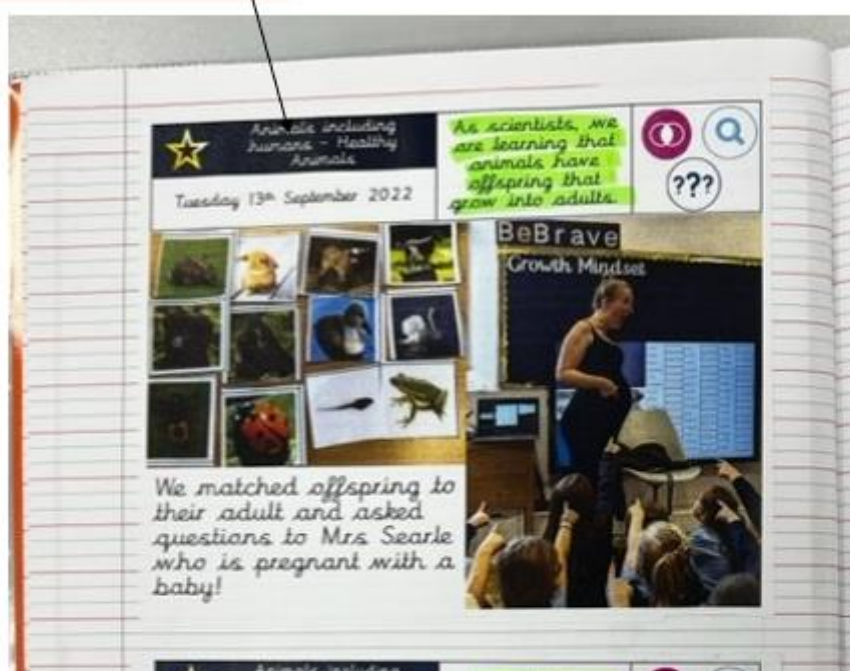 Animals including
humans - Healthy
Animals
Tuesday 13th September 2022
As scientists, we
are learning that
animals have
offspring that
grow into adults.
???
BeBrave
Growth Mindset
We matched offspring to
their adult and asked
questions to Mrs Searle
who is pregnant with a
baby!
Animals including